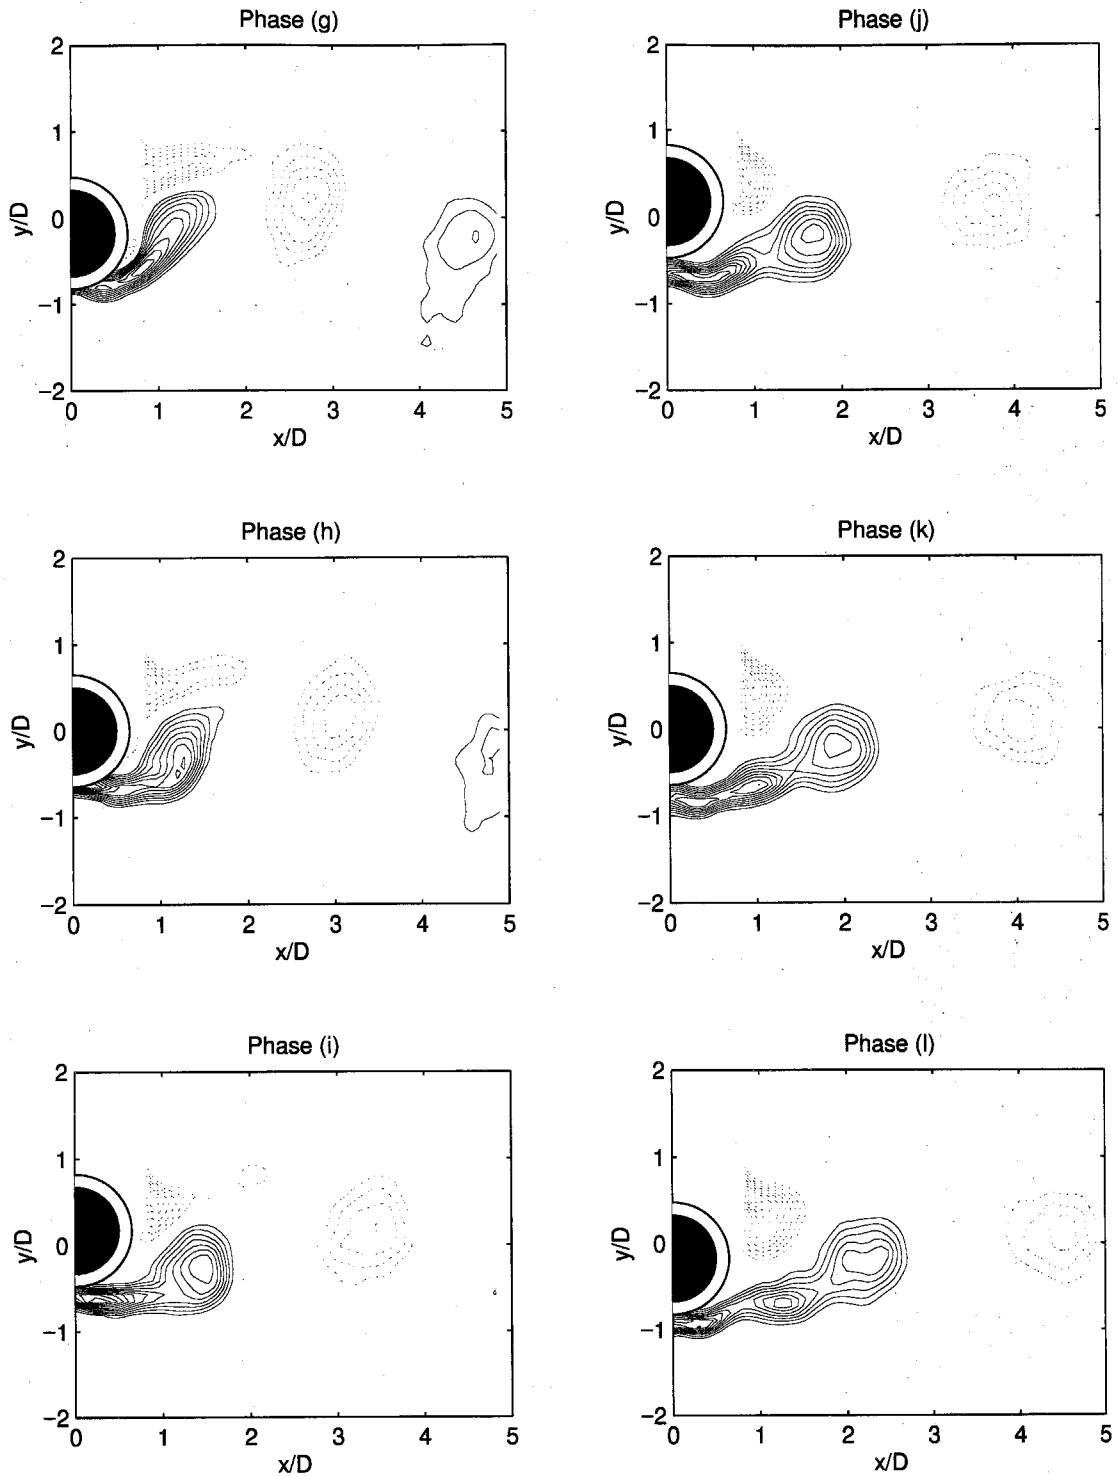 Phase (g)
2
1
0
−1
−2
y/D
0 1 2 3 4 5
x/D
Phase (j)
2
1
0
−1
−2
y/D
0 1 2 3 4 5
x/D
Phase (h)
2
1
0
−1
−2
y/D
0 1 2 3 4 5
x/D
Phase (k)
2
1
0
−1
−2
y/D
0 1 2 3 4 5
x/D
Phase (i)
2
1
0
−1
−2
y/D
0 1 2 3 4 5
x/D
Phase (l)
2
1
0
−1
−2
y/D
0 1 2 3 4 5
x/D